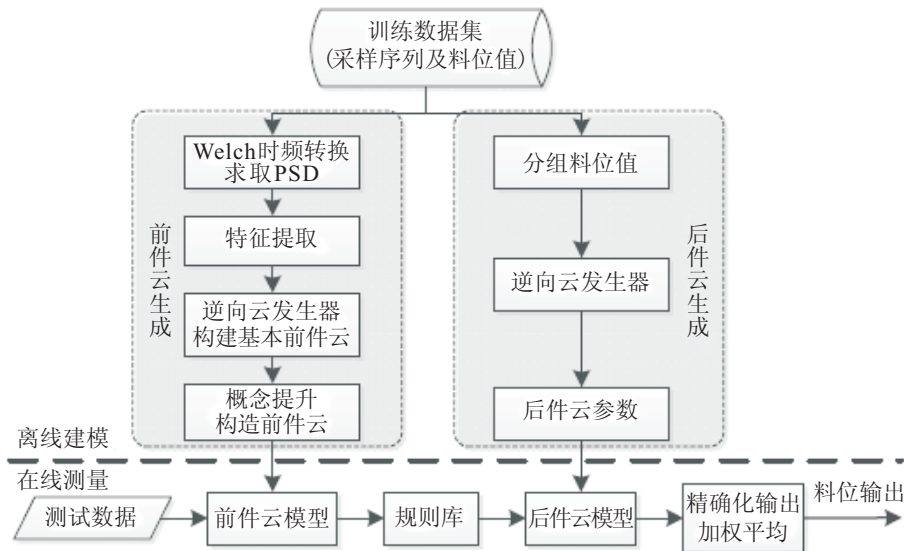 训练数据集
(采样序列及料位值)
Welch时频转换
求取PSD
特征提取
逆向云发生器
构建基本前件云
概念提升
构造前件云
前件云生成
分组料位值
逆向云发生器
后件云参数
后件云生成
离线建模
在线测量
测试数据
前件云模型
规则库
后件云模型
精确化输出
加权平均
料位输出